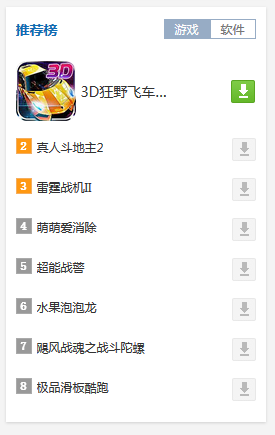 推荐榜 游戏 软件
3D
3D狂野飞车...
2 真人斗地主2
3 雷霆战机II
4 萌萌爱消除
5 超能战警
6 水果泡泡龙
7 飓风战魂之战斗陀螺
8 极品滑板酷跑